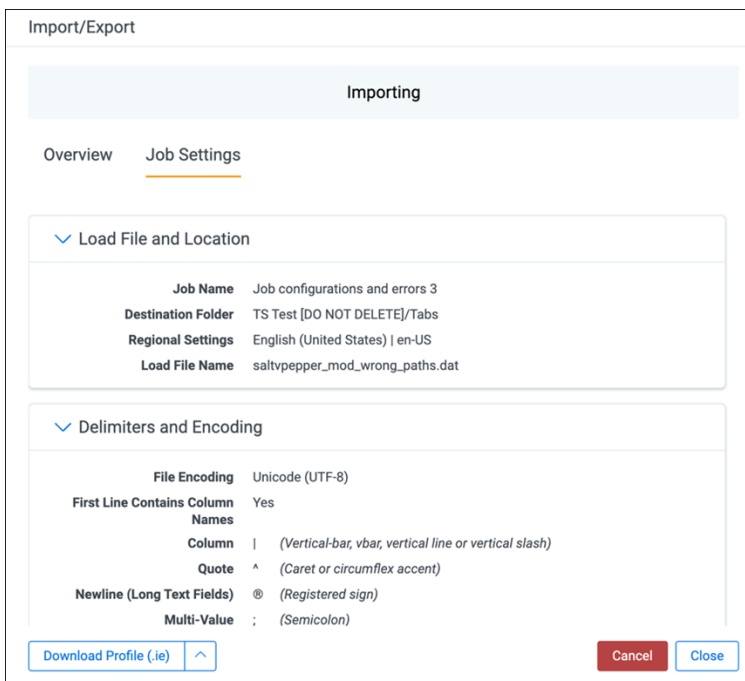 Import/Export
Importing
Overview Job Settings
Load File and Location
Job Name Job configurations and errors 3
Destination Folder TS Test [DO NOT DELETE]/Tabs
Regional Settings English (United States) | en-US
Load File Name saltvpepper_mod_wrong_paths.dat
Delimiters and Encoding
File Encoding Unicode (UTF-8)
First Line Contains Column Yes
Names
Column | (Vertical-bar, vbar, vertical line or vertical slash)
Quote ^ (Caret or circumflex accent)
Newline (Long Text Fields) ® (Registered sign)
Multi-Value ; (Semicolon)
Download Profile (.ie) Cancel Close